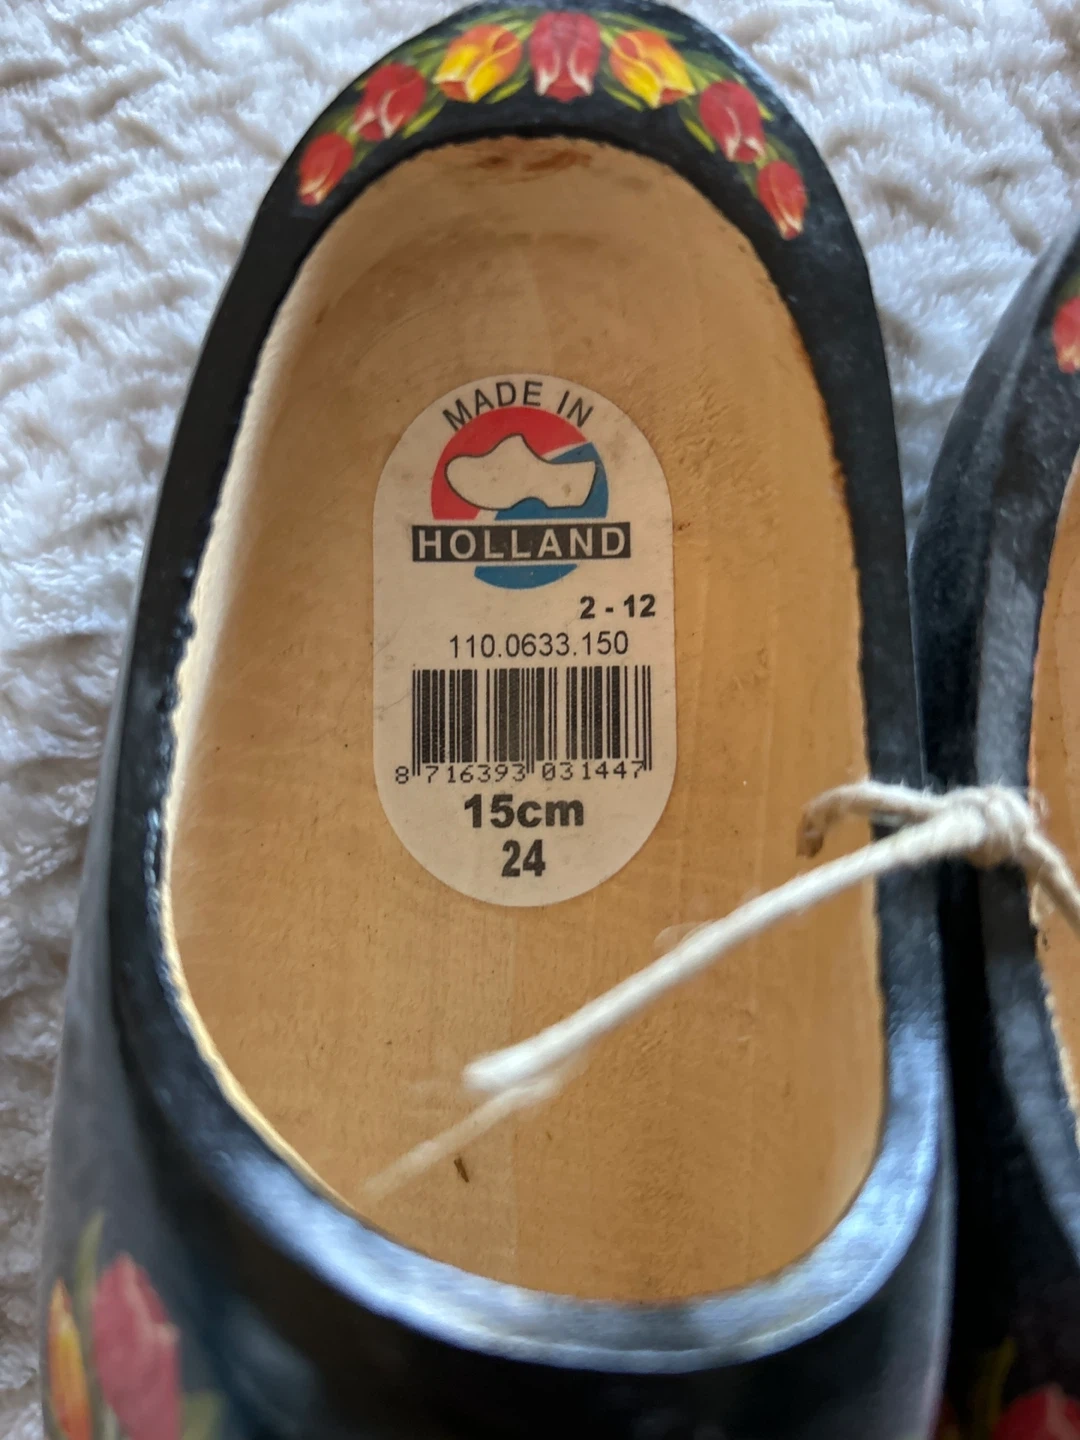 MADE IN
HOLLAND
2 - 12
110.0633.150
8 716393 031447
15cm
24